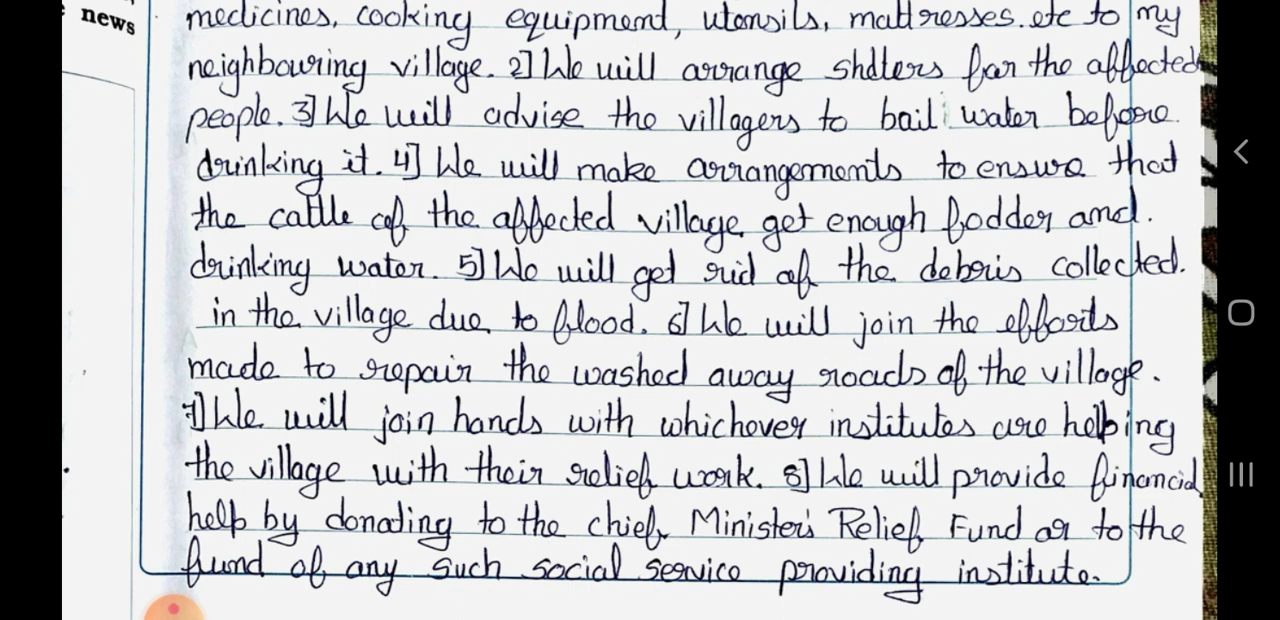 news
medicines, cooking equipment, utensils, mattresses.etc to my
neighbouring village. 2] We will arrange shelters for the affected
people. 3] We will advise the villagers to bail water before.
drinking it. 4] We will make arrangements to ensure that
the cattle of the affected village get enough fodder and.
drinking water. 5] We will get rid of the debris collected.
in the village due to flood. 6] We will join the efforts
made to repair the washed away roads of the village.
7] We will join hands with whichever institutes are helping
the village with their relief work. 8] We will provide financial
help by donating to the chief Minister's Relief Fund or to the
fund of any such social service providing institute.